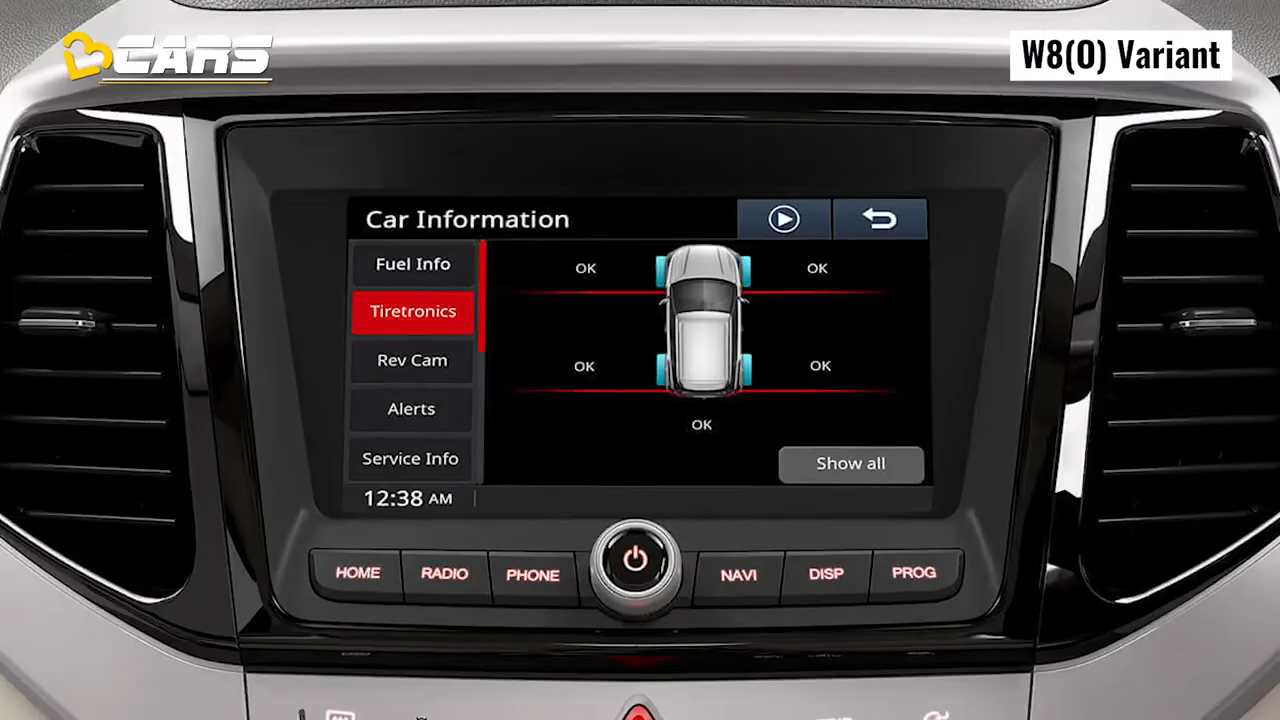 CARS
W8(O) Variant
Car Information
Fuel Info
OK
OK
Tiretronics
Rev Cam
OK
OK
Alerts
OK
Service Info
Show all
12:38 AM
HOME
RADIO
PHONE
NAVI
DISP
PROG